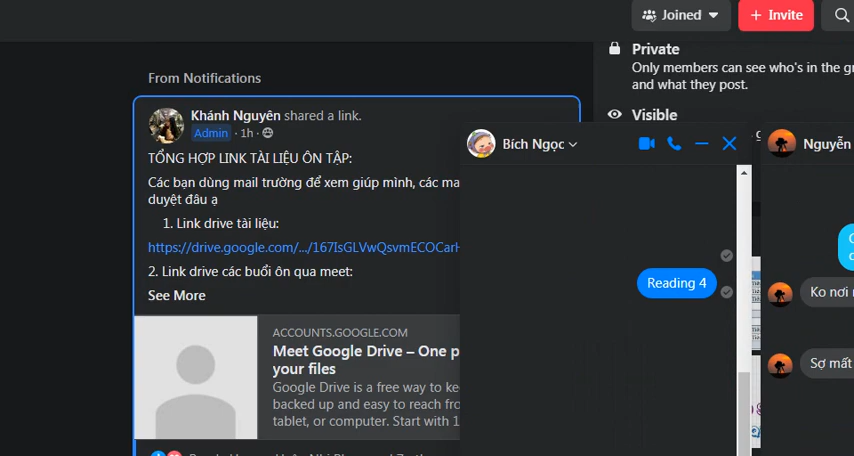 Joined
+ Invite
From Notifications
Khánh Nguyên shared a link.
Admin · 1h ·
TỔNG HỢP LINK TÀI LIỆU ÔN TẬP:
Các bạn dùng mail trường để xem giúp mình, các ma
duyệt đâu ạ
1. Link drive tài liệu:
https://drive.google.com/.../167IsGLVwQsvmECOCarH
2. Link drive các buổi ôn qua meet:
See More
ACCOUNTS.GOOGLE.COM
Meet Google Drive – One p
your files
Google Drive is a free way to ke
backed up and easy to reach fro
tablet, or computer. Start with 1
Private
Only members can see who's in the gr
and what they post.
Visible
Bích Ngọc
Reading 4
Nguyễn
Ko nơi
Sợ mất